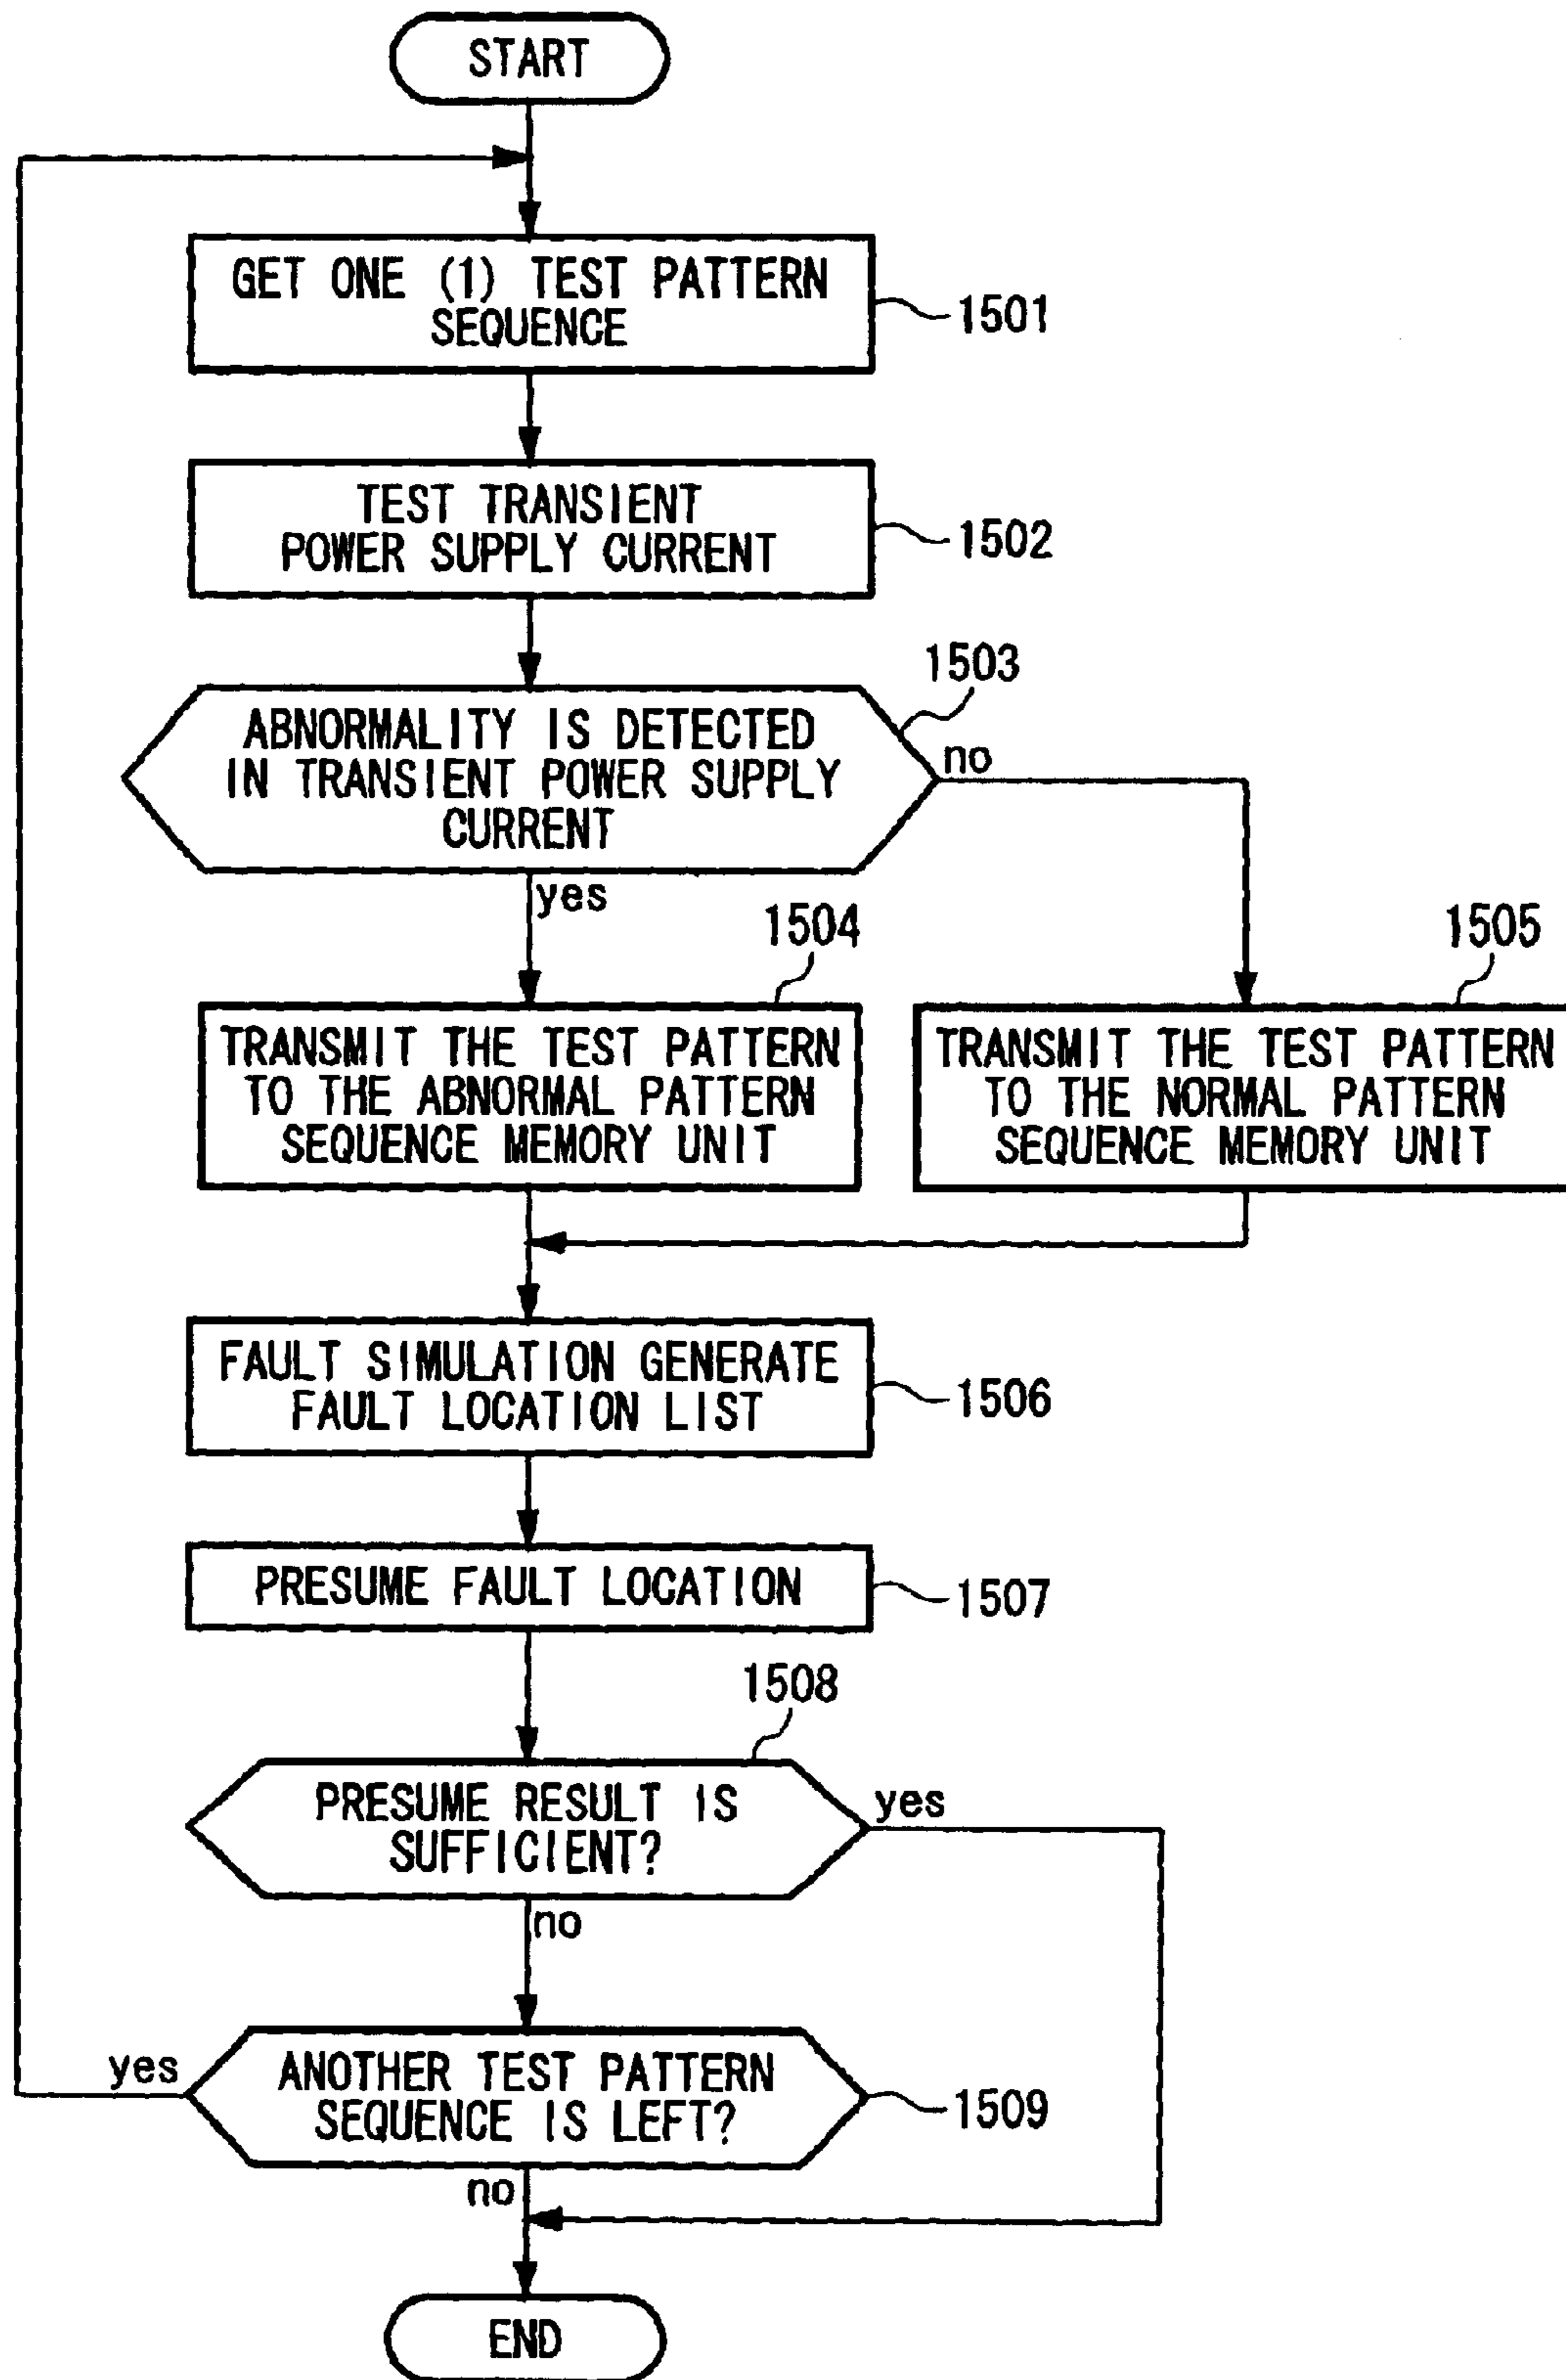 START
GET ONE (1) TEST PATTERN
SEQUENCE
1501
TEST TRANSIENT
POWER SUPPLY CURRENT
1502
1503
ABNORMALITY IS DETECTED
IN TRANSIENT POWER SUPPLY
CURRENT
no
yes
1504
TRANSMIT THE TEST PATTERN
TO THE ABNORMAL PATTERN
SEQUENCE MEMORY UNIT
1505
TRANSMIT THE TEST PATTERN
TO THE NORMAL PATTERN
SEQUENCE MEMORY UNIT
FAULT SIMULATION GENERATE
FAULT LOCATION LIST
1506
PRESUME FAULT LOCATION
1507
1508
PRESUME RESULT IS
SUFFICIENT?
yes
no
yes
ANOTHER TEST PATTERN
SEQUENCE IS LEFT?
1509
no
END